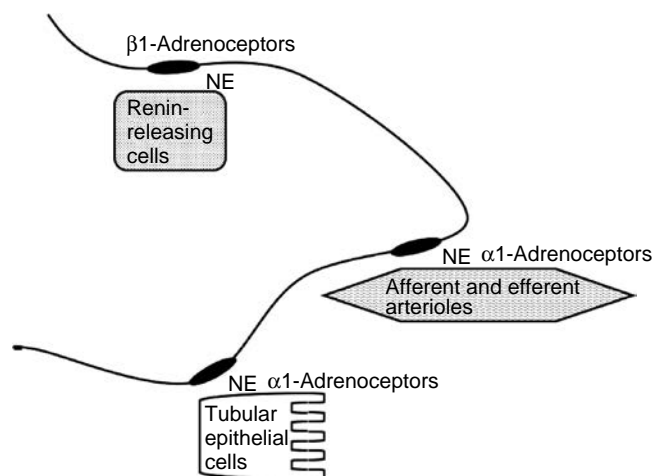 β1-Adrenoceptors
NE
Renin-
releasing
cells
NE α1-Adrenoceptors
Afferent and efferent
arterioles
NE α1-Adrenoceptors
Tubular
epithelial
cells